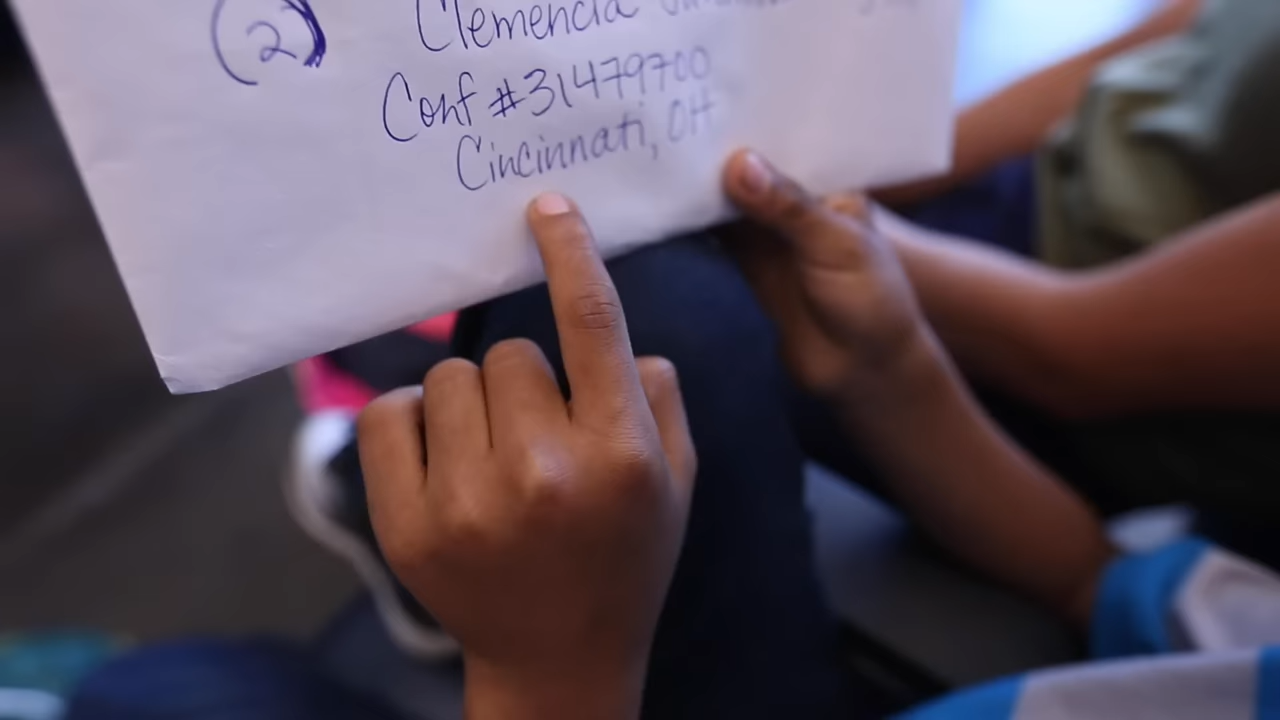 (2) Clemencia
Conf #31479700
Cincinnati, OH